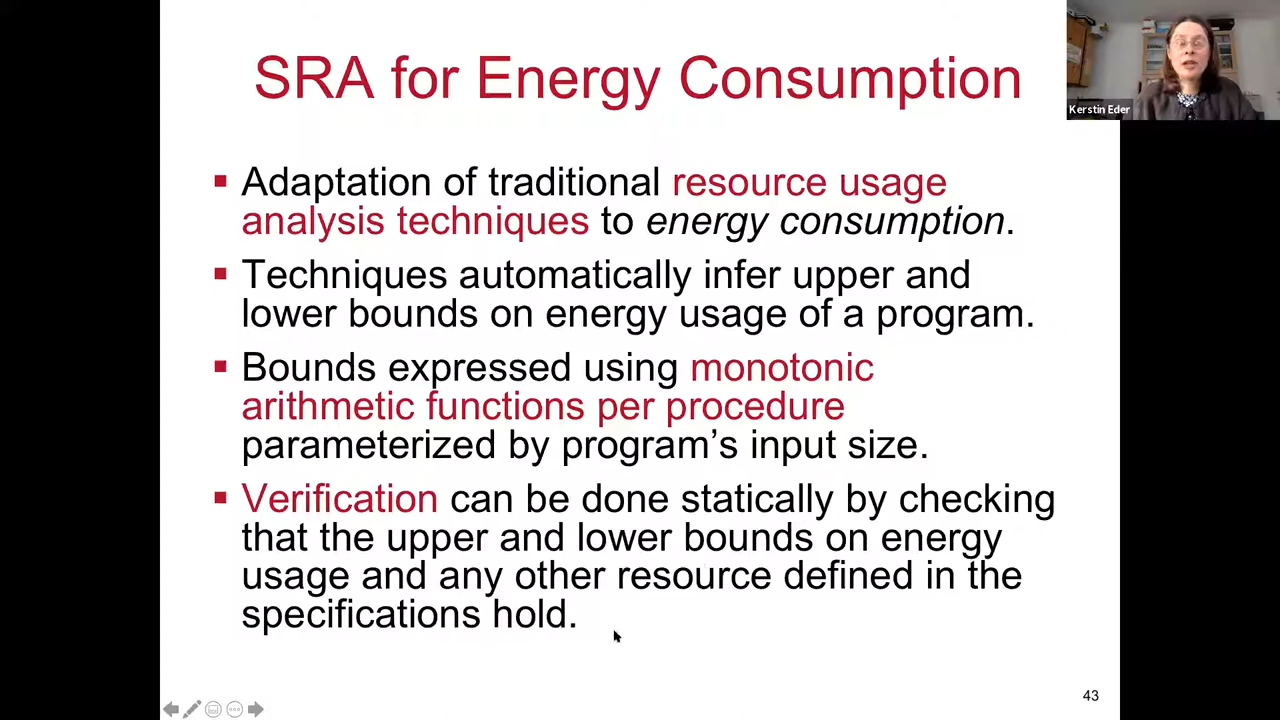 SRA for Energy Consumption
Kerstin Eder
▪ Adaptation of traditional resource usage
analysis techniques to energy consumption.
▪ Techniques automatically infer upper and
lower bounds on energy usage of a program.
▪ Bounds expressed using monotonic
arithmetic functions per procedure
parameterized by program’s input size.
▪ Verification can be done statically by checking
that the upper and lower bounds on energy
usage and any other resource defined in the
specifications hold.
43